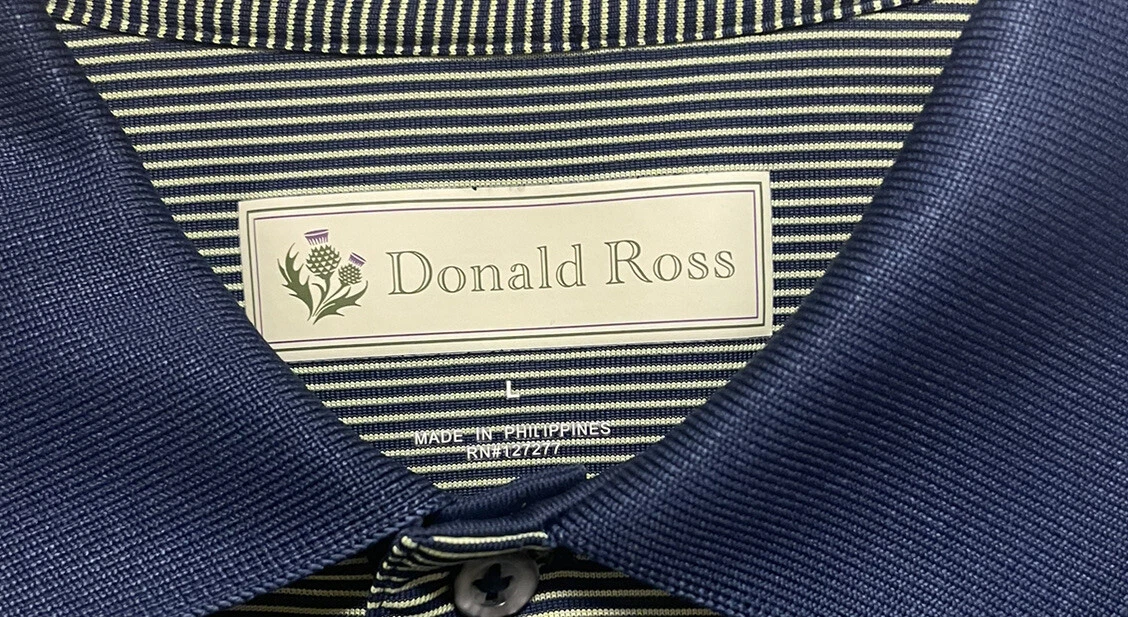 Donald Ross
L
MADE IN PHILIPPINES
RN#127277